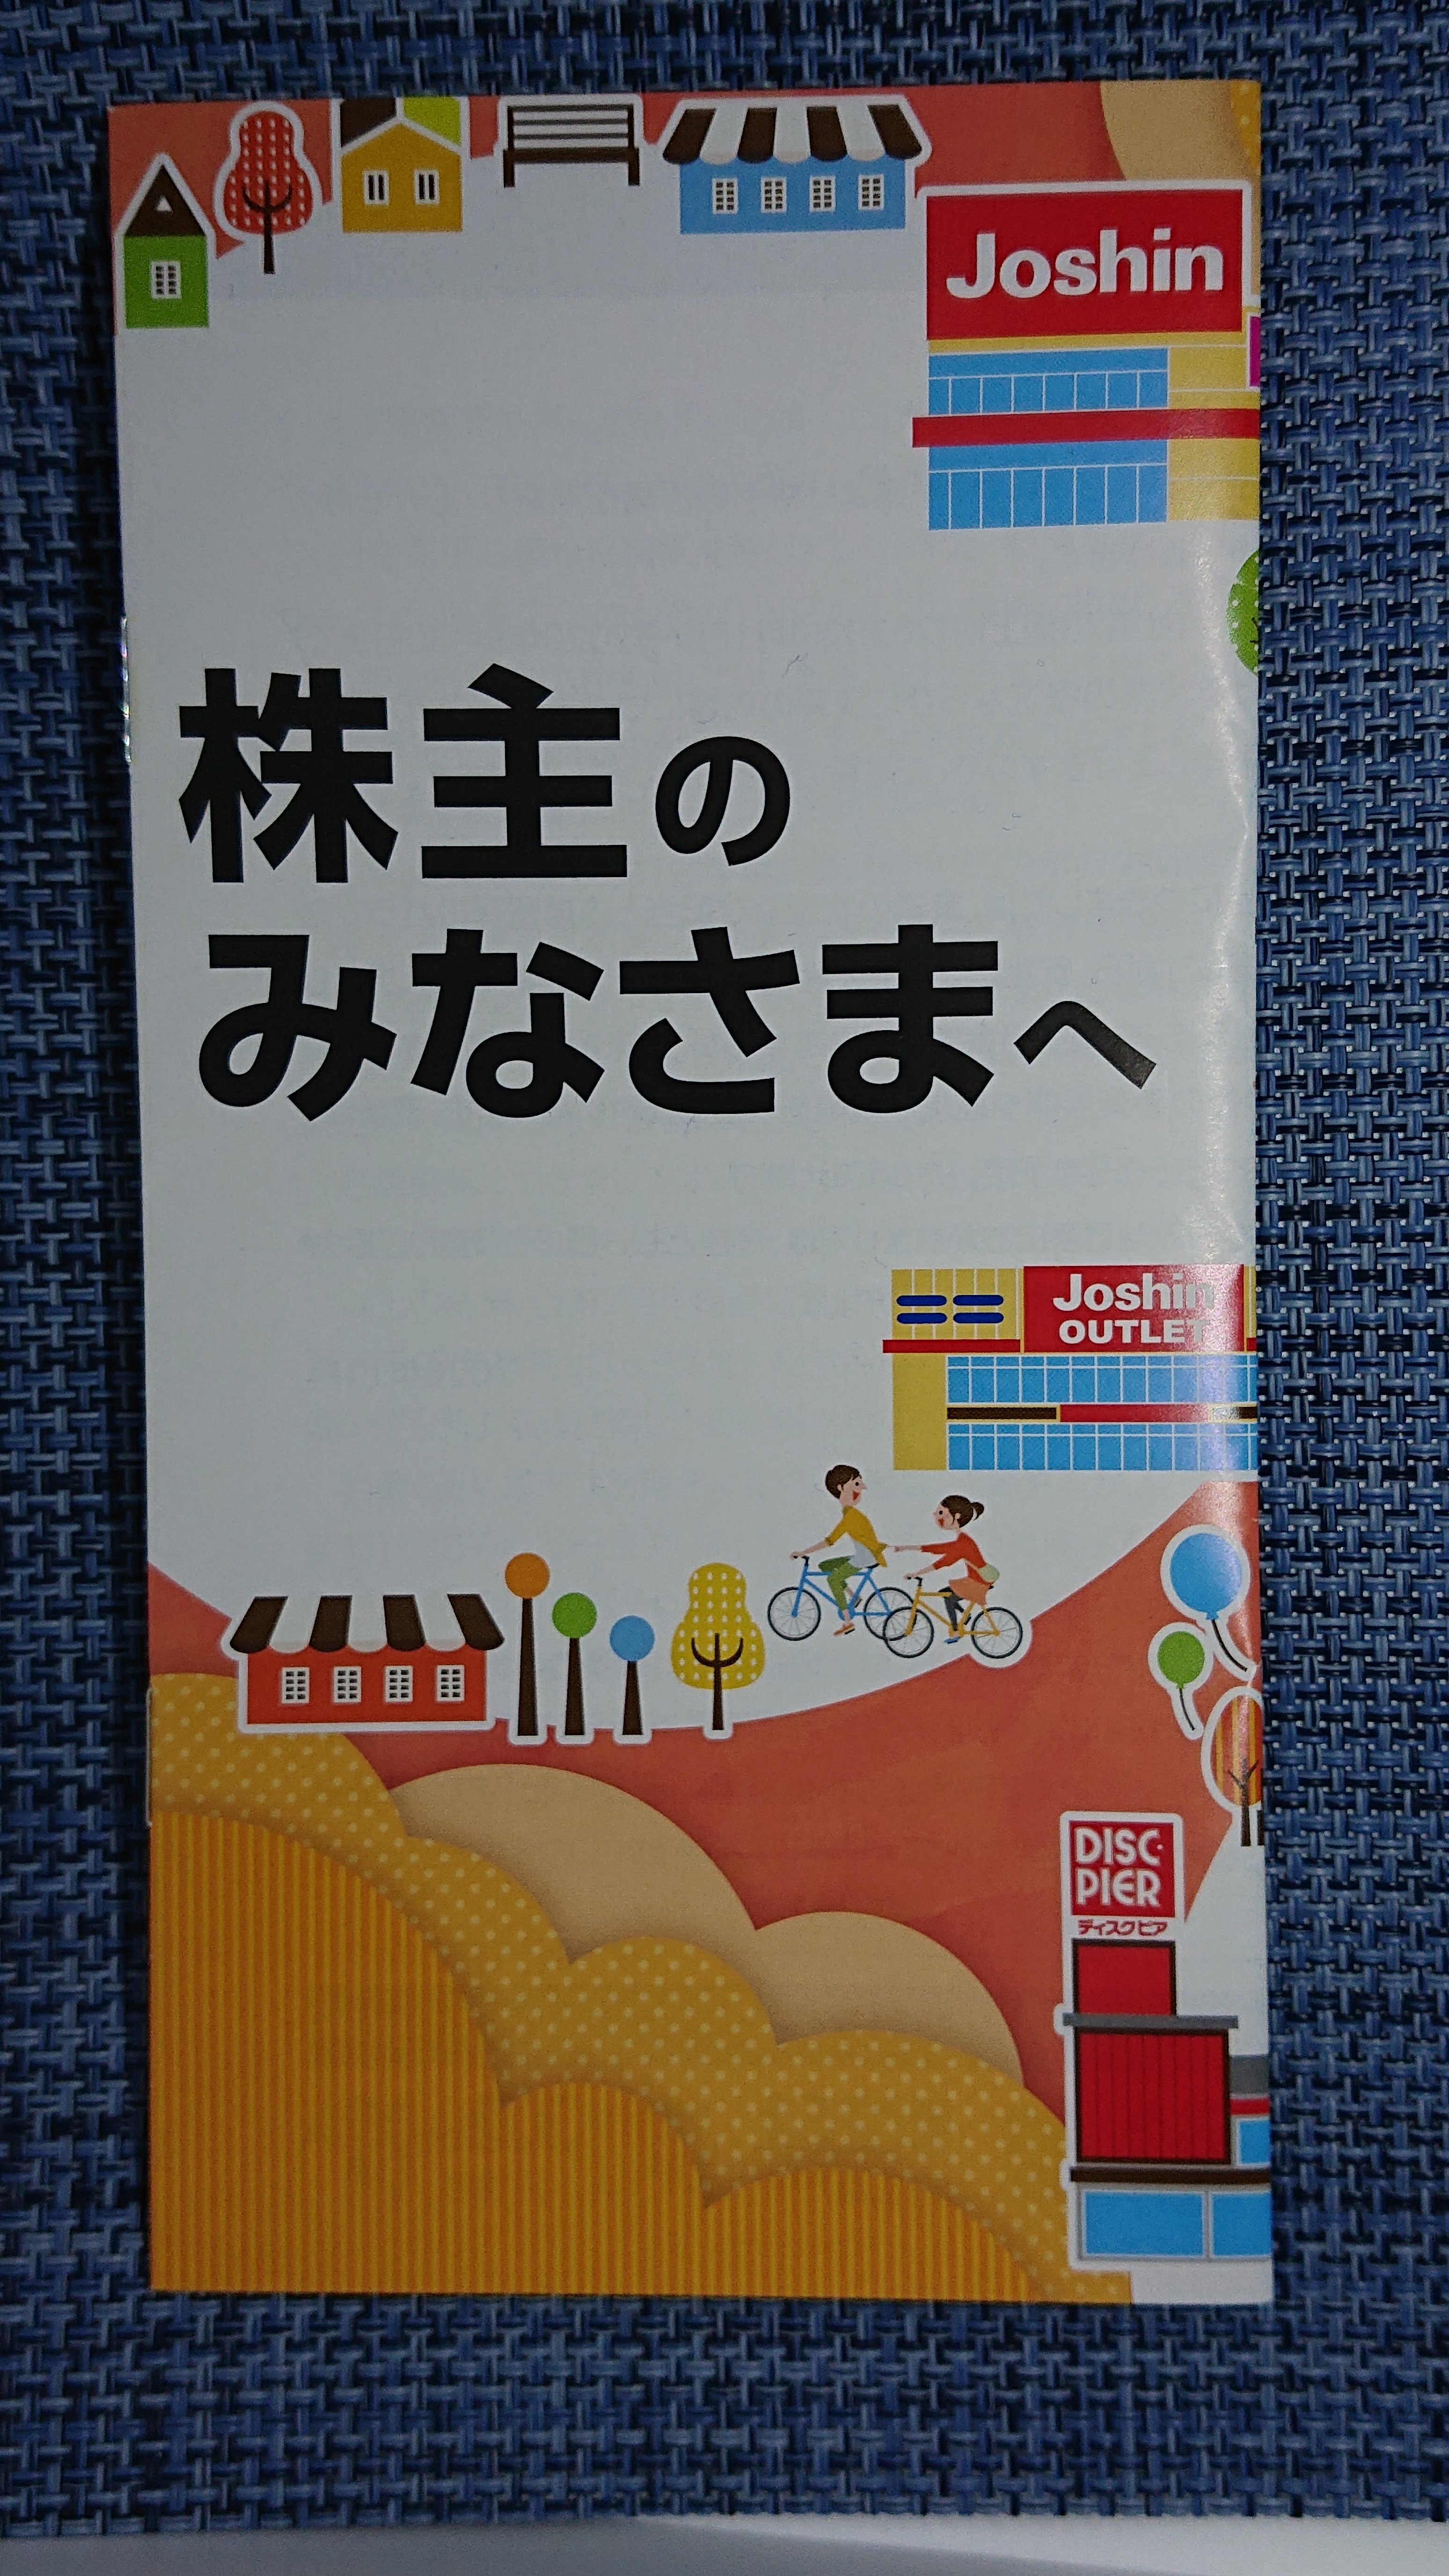 Joshin
株主の
みなさまへ
Joshin
OUTLET
DISC・
PIER
ディスクピア